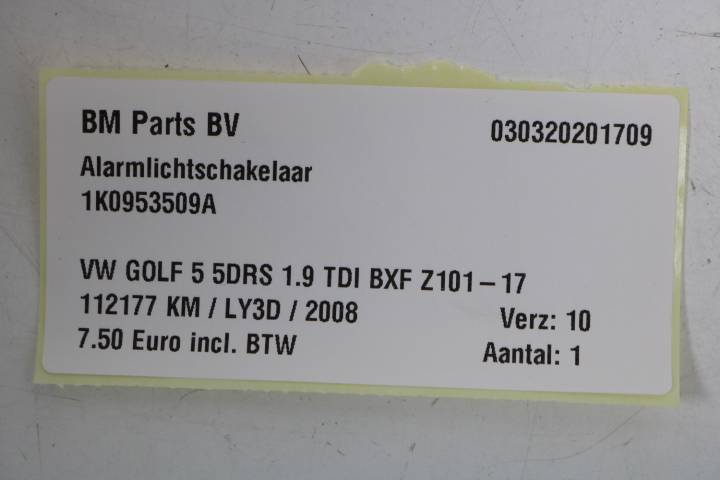 BM Parts BV 030320201709
Alarmlichtschakelaar
1K0953509A
VW GOLF 5 5DRS 1.9 TDI BXF Z101-17
112177 KM / LY3D / 2008 Verz: 10
7.50 Euro incl. BTW Aantal: 1